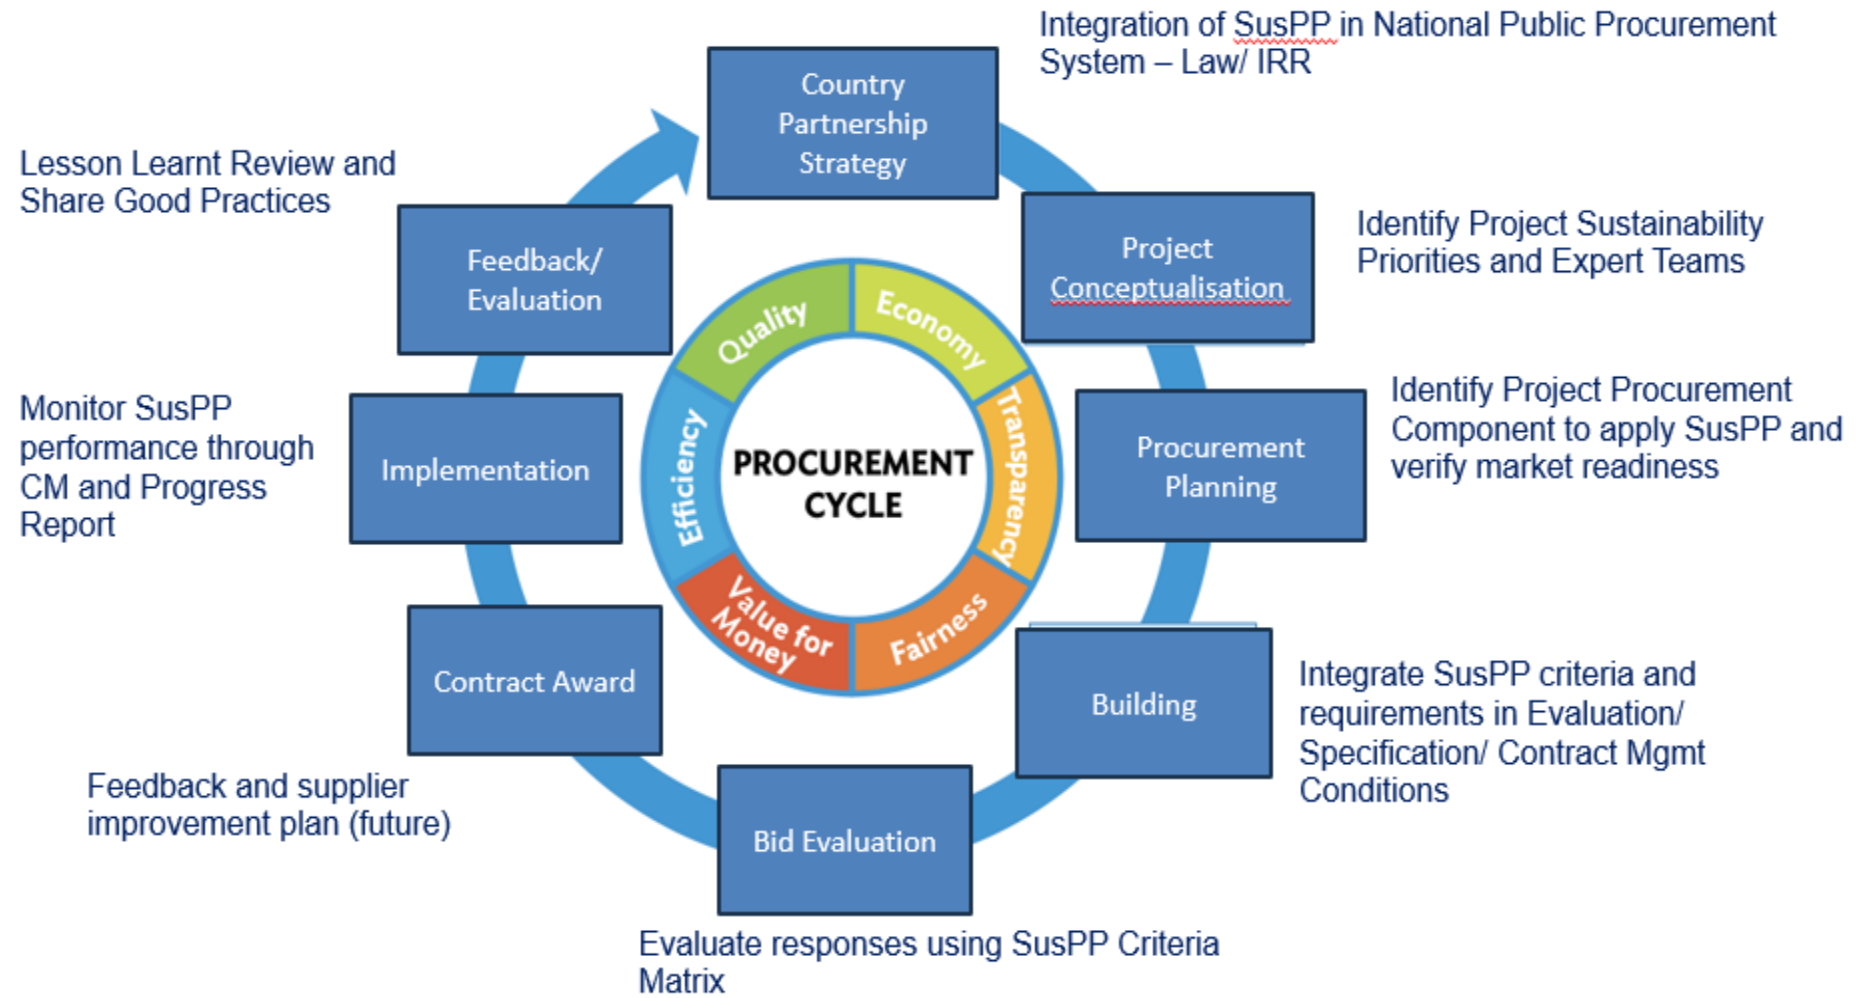 Integration of SusPP in National Public Procurement
System – Law/ IRR
Country
Partnership
Strategy
Project
Conceptualisation
Identify Project Sustainability
Priorities and Expert Teams
Procurement
Planning
Identify Project Procurement
Component to apply SusPP and
verify market readiness
Building
Integrate SusPP criteria and
requirements in Evaluation/
Specification/ Contract Mgmt
Conditions
Bid Evaluation
Evaluate responses using SusPP Criteria
Matrix
Contract Award
Feedback and supplier
improvement plan (future)
Implementation
Monitor SusPP
performance through
CM and Progress
Report
Feedback/
Evaluation
Lesson Learnt Review and
Share Good Practices
PROCUREMENT
CYCLE
Economy
Transparency
Fairness
Value for
Money
Efficiency
Quality